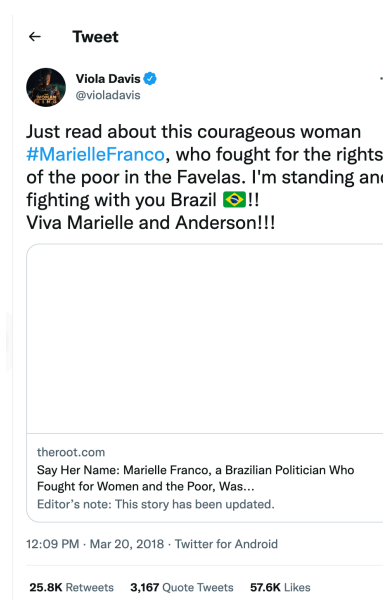 Tweet
Viola Davis
@violadavis
Just read about this courageous woman
#MarielleFranco, who fought for the rights
of the poor in the Favelas. I'm standing and
fighting with you Brazil 🇧🇷!!
Viva Marielle and Anderson!!!
theroot.com
Say Her Name: Marielle Franco, a Brazilian Politician Who
Fought for Women and the Poor, Was...
Editor's note: This story has been updated.
12:09 PM · Mar 20, 2018 · Twitter for Android
25.8K Retweets 3,167 Quote Tweets 57.6K Likes